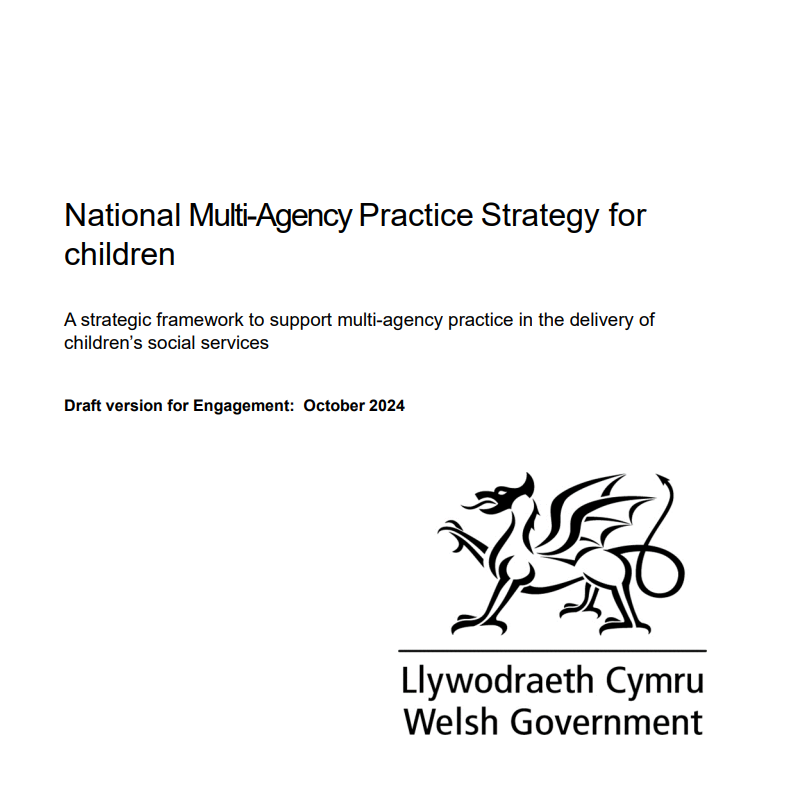 National Multi-Agency Practice Strategy for
children
A strategic framework to support multi-agency practice in the delivery of
children’s social services
Draft version for Engagement:  October 2024
Llywodraeth Cymru
Welsh Government